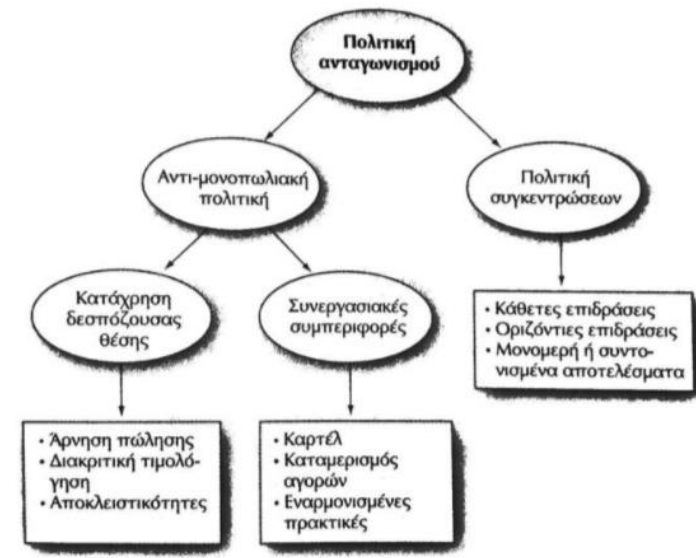 Πολιτική
ανταγωνισμού
Αντι-μονοπωλιακή
πολιτική
Πολιτική
συγκεντρώσεων
Κατάχρηση
δεσπόζουσας
θέσης
Συνεργασιακές
συμπεριφορές
• Κάθετες επιδράσεις
• Οριζόντιες επιδράσεις
• Μονομερή ή συντο-
νισμένα αποτελέσματα
• Άρνηση πώλησης
• Διακριτική τιμολό-
γηση
• Αποκλειστικότητες
• Καρτέλ
• Καταμερισμός
αγορών
• Εναρμονισμένες
πρακτικές